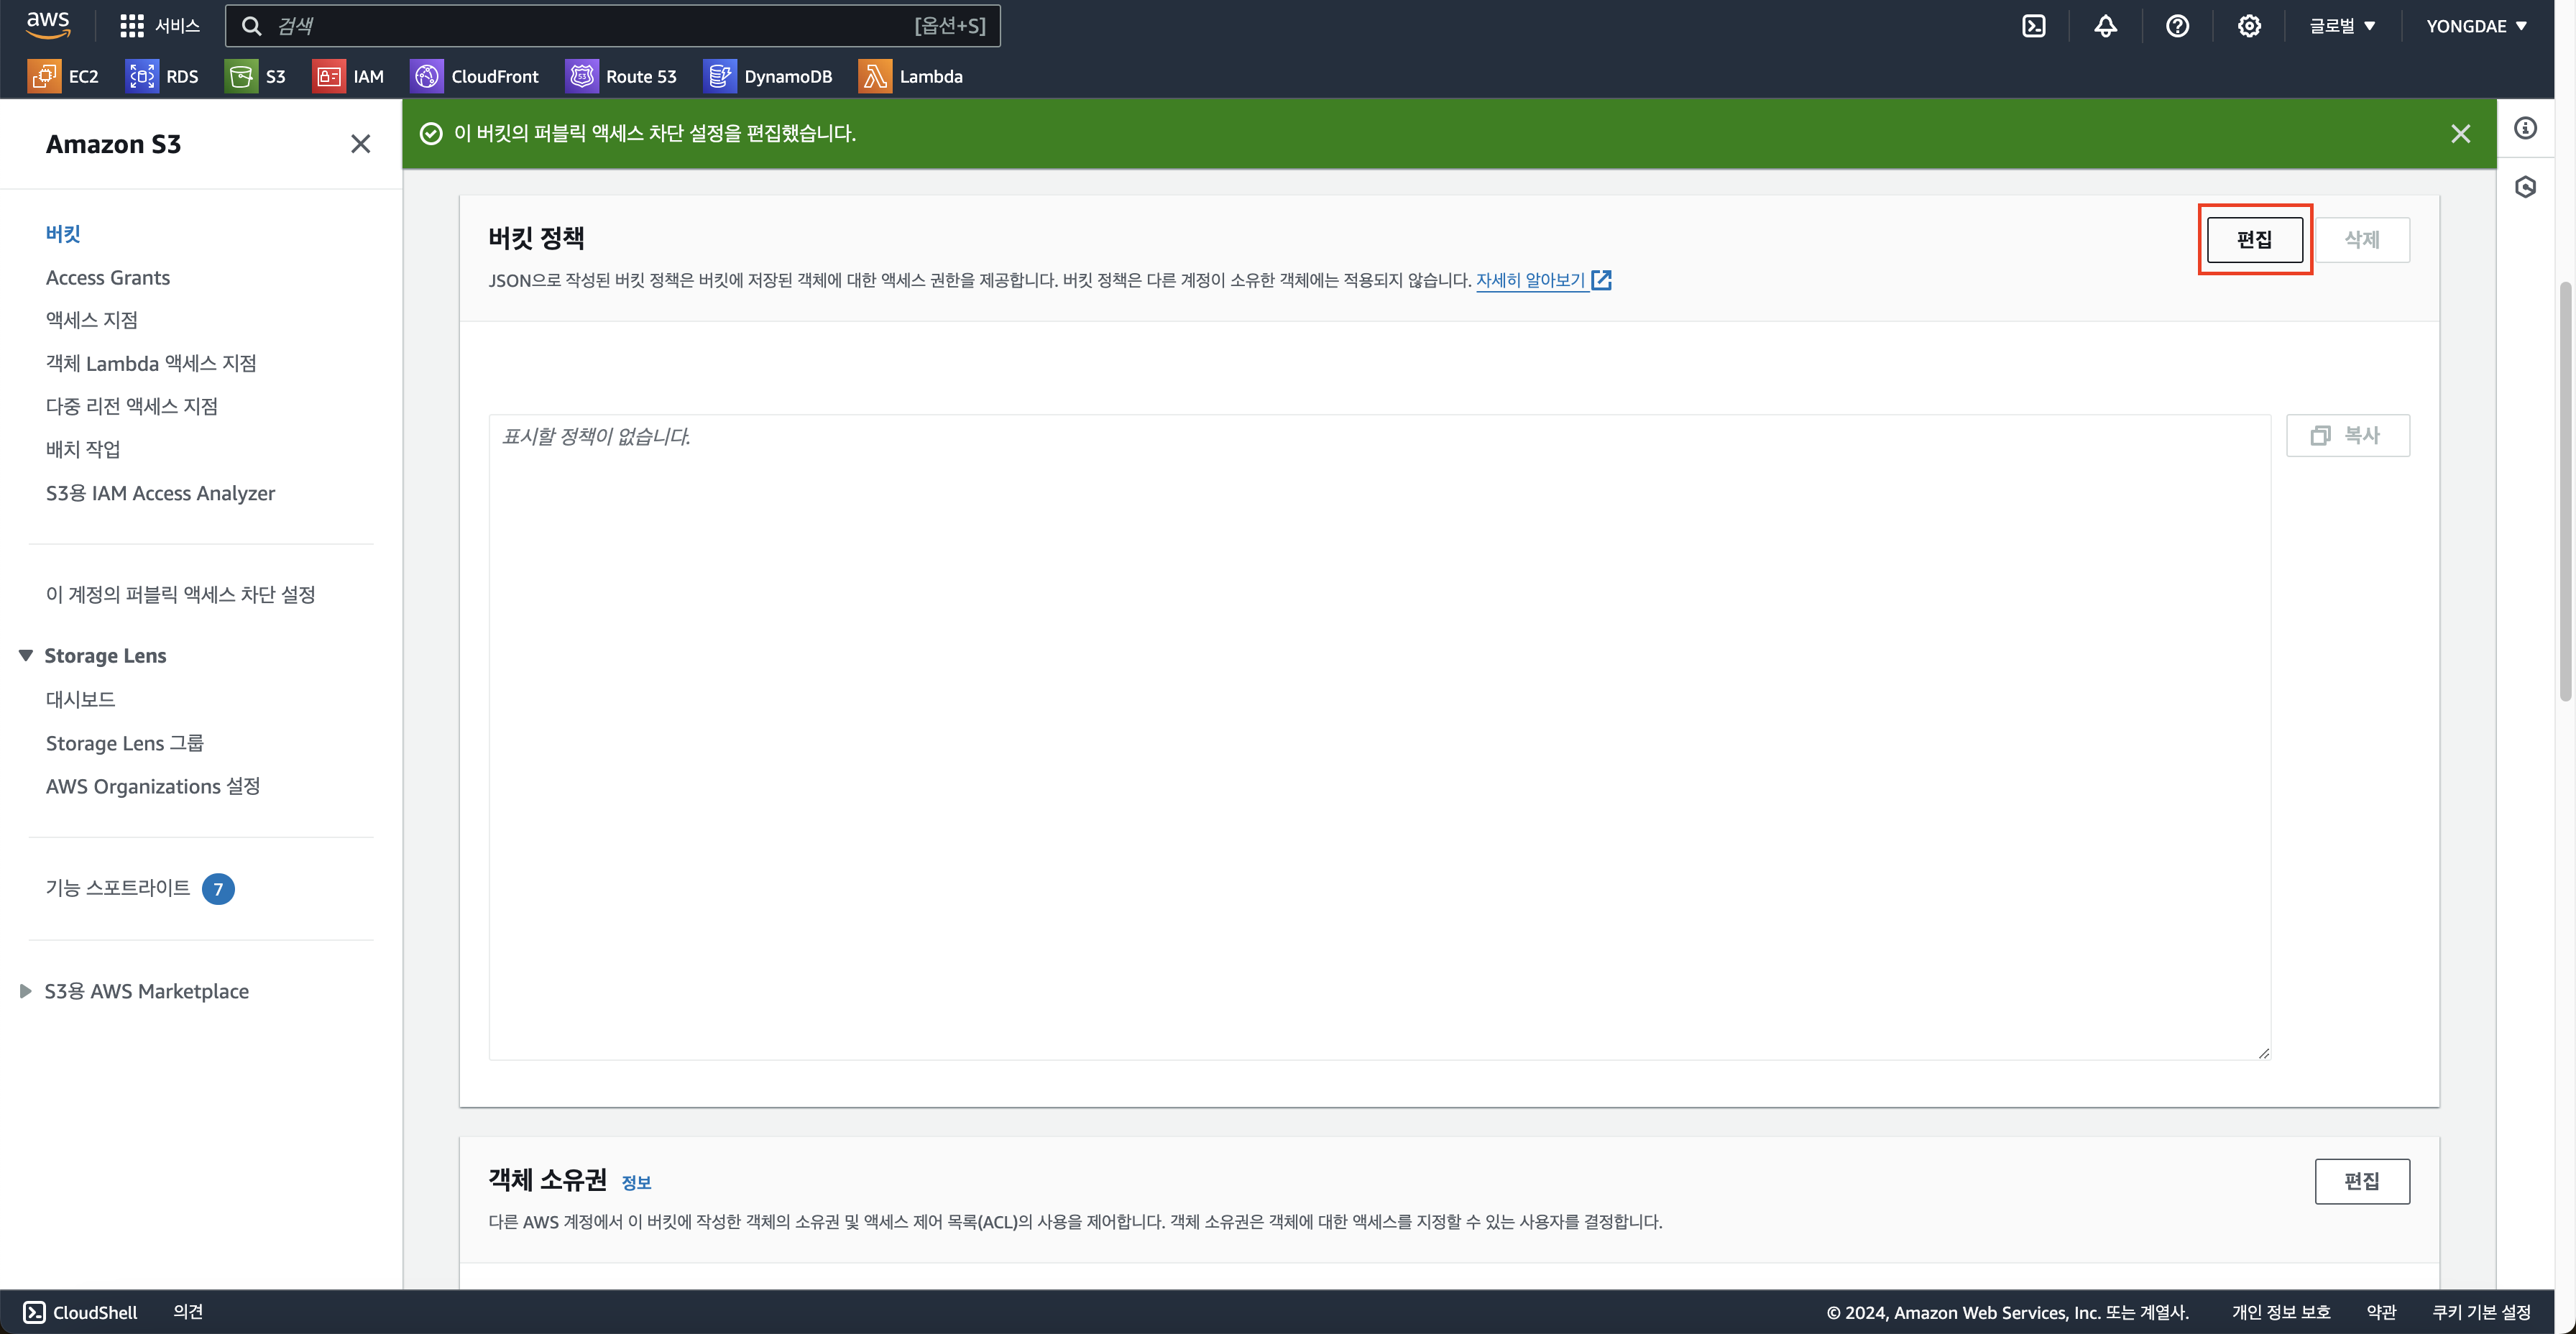 aws 서비스 검색 [옵션+S] 글로벌 ▼ YONGDAE ▼
EC2 RDS S3 IAM CloudFront Route 53 DynamoDB Lambda
Amazon S3
버킷
Access Grants
액세스 지점
객체 Lambda 액세스 지점
다중 리전 액세스 지점
배치 작업
S3용 IAM Access Analyzer
이 계정의 퍼블릭 액세스 차단 설정
Storage Lens
대시보드
Storage Lens 그룹
AWS Organizations 설정
기능 스포트라이트 7
S3용 AWS Marketplace
이 버킷의 퍼블릭 액세스 차단 설정을 편집했습니다.
버킷 정책
편집 삭제
JSON으로 작성된 버킷 정책은 버킷에 저장된 객체에 대한 액세스 권한을 제공합니다. 버킷 정책은 다른 계정이 소유한 객체에는 적용되지 않습니다. 자세히 알아보기
표시할 정책이 없습니다.
복사
객체 소유권 정보
편집
다른 AWS 계정에서 이 버킷에 작성한 객체의 소유권 및 액세스 제어 목록(ACL)의 사용을 제어합니다. 객체 소유권은 객체에 대한 액세스를 지정할 수 있는 사용자를 결정합니다.
CloudShell 의견 © 2024, Amazon Web Services, Inc. 또는 계열사. 개인 정보 보호 약관 쿠키 기본 설정